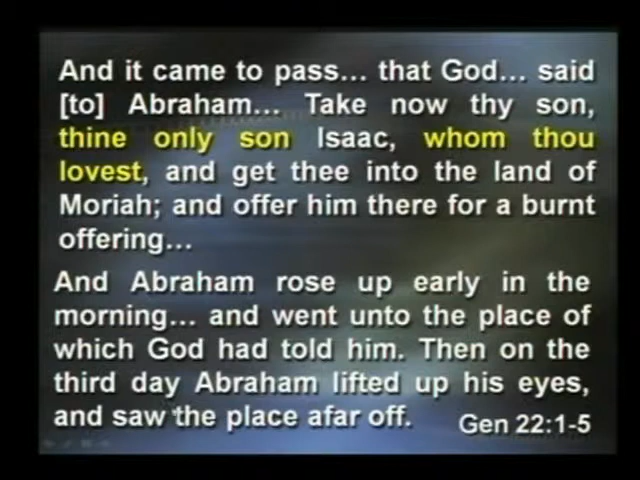 And it came to pass... that God... said
[to] Abraham... Take now thy son,
thine only son Isaac, whom thou
lovest, and get thee into the land of
Moriah; and offer him there for a burnt
offering...
And Abraham rose up early in the
morning... and went unto the place of
which God had told him. Then on the
third day Abraham lifted up his eyes,
and saw the place afar off.
Gen 22:1-5